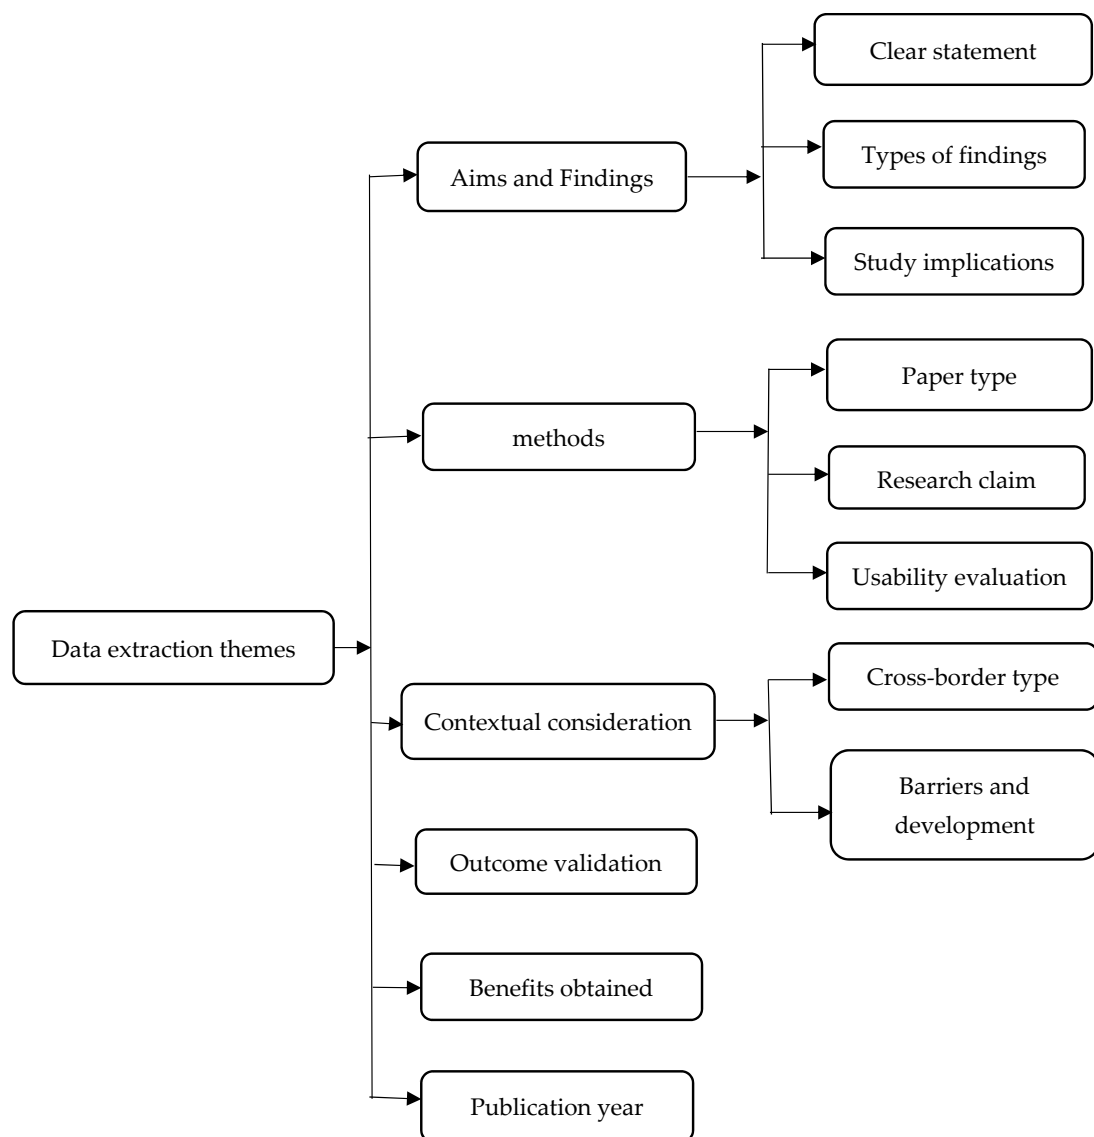 Clear statement
Types of findings
Aims and Findings
Study implications
Paper type
methods
Research claim
Usability evaluation
Data extraction themes
Cross-border type
Contextual consideration
Barriers and
development
Outcome validation
Benefits obtained
Publication year